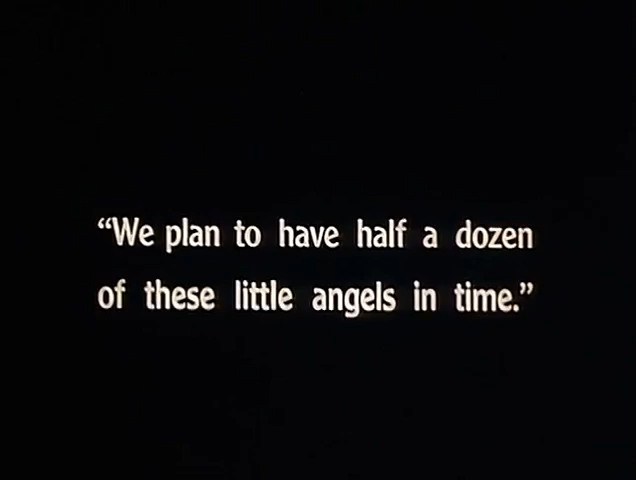 “We plan to have half a dozen
of these little angels in time.”